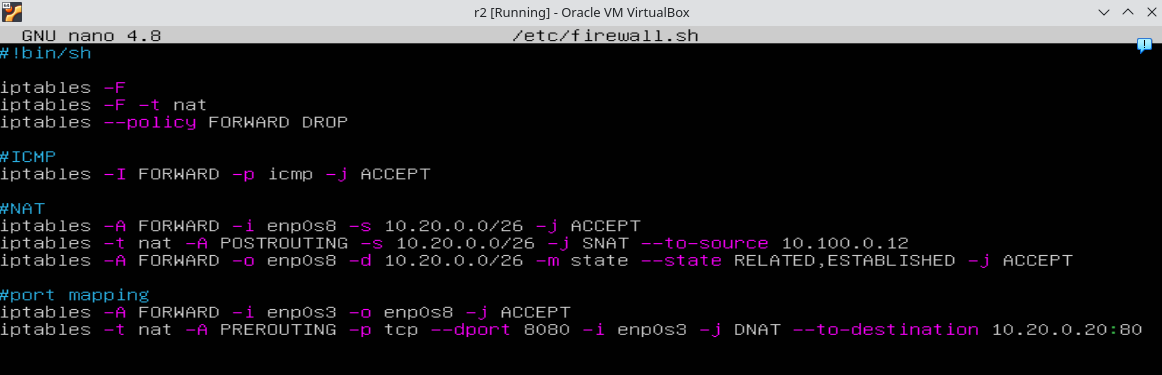 r2 [Running] - Oracle VM VirtualBox
GNU nano 4.8 /etc/firewall.sh
#!bin/sh
iptables -F
iptables -F -t nat
iptables --policy FORWARD DROP
#ICMP
iptables -I FORWARD -p icmp -j ACCEPT
#NAT
iptables -A FORWARD -i enp0s8 -s 10.20.0.0/26 -j ACCEPT
iptables -t nat -A POSTROUTING -s 10.20.0.0/26 -j SNAT --to-source 10.100.0.12
iptables -A FORWARD -o enp0s8 -d 10.20.0.0/26 -m state --state RELATED,ESTABLISHED -j ACCEPT
#port mapping
iptables -A FORWARD -i enp0s3 -o enp0s8 -j ACCEPT
iptables -t nat -A PREROUTING -p tcp --dport 8080 -i enp0s3 -j DNAT --to-destination 10.20.0.20:80